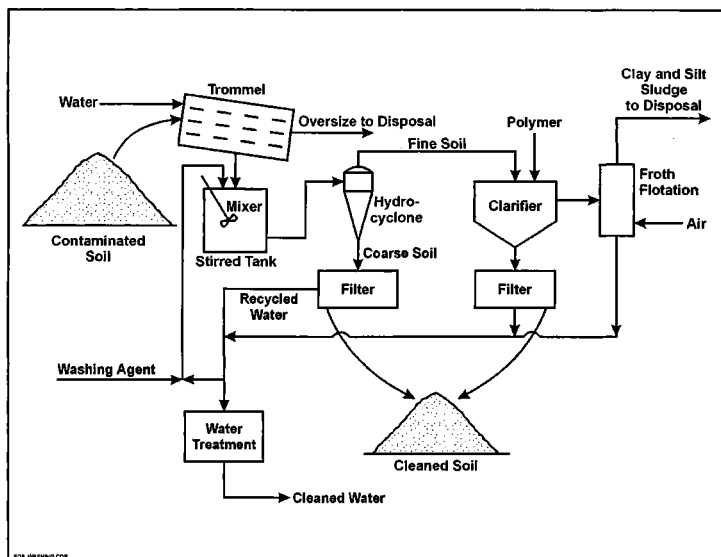 Trommel
Water
Oversize to Disposal
Clay and Silt
Sludge
to Disposal
Polymer
Fine Soil
Mixer
Hydro-
cyclone
Clarifier
Froth
Flotation
Air
Contaminated
Soil
Stirred Tank
Coarse Soil
Filter
Filter
Recycled
Water
Washing Agent
Water
Treatment
Cleaned Soil
Cleaned Water